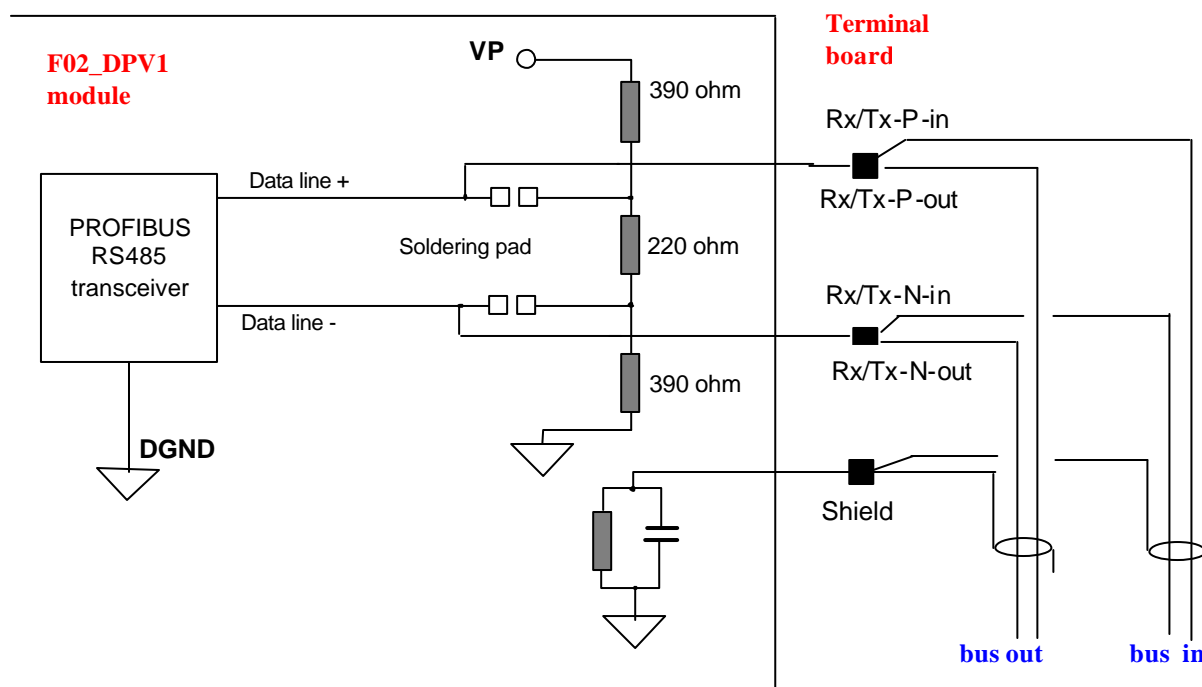 F02_DPV1
module
VP
390 ohm
Terminal
board
Rx/Tx-P-in
Rx/Tx-P-out
Data line +
PROFIBUS
RS485
transceiver
Soldering pad
220 ohm
Data line -
Rx/Tx-N-in
Rx/Tx-N-out
390 ohm
DGND
Shield
bus out
bus in